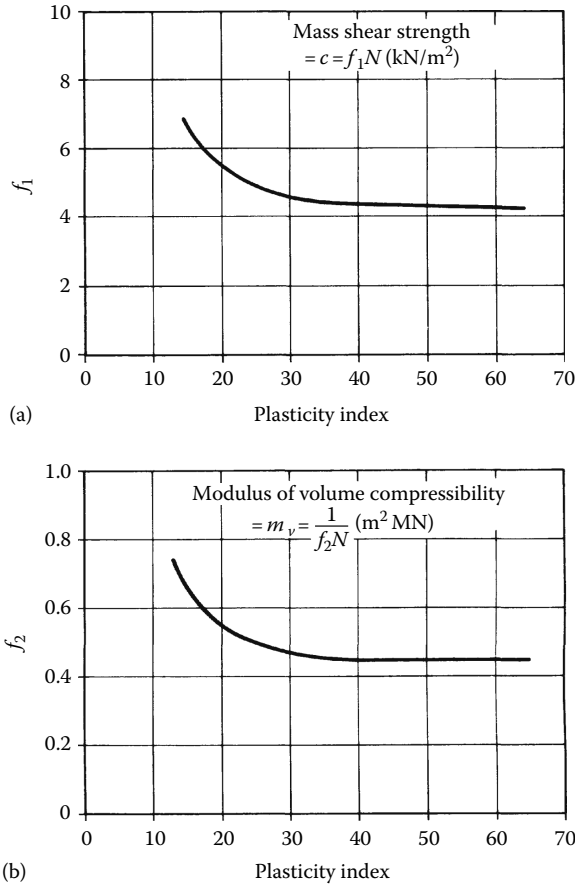 10
Mass shear strength
= c = f₁N (kN/m²)
8
6
f₁
4
2
0
0 10 20 30 40 50 60 70
(a)
Plasticity index
1.0
Modulus of volume compressibility
= mᵥ = 1/f₂N (m² MN)
0.8
0.6
f₂
0.4
0.2
0
0 10 20 30 40 50 60 70
(b)
Plasticity index